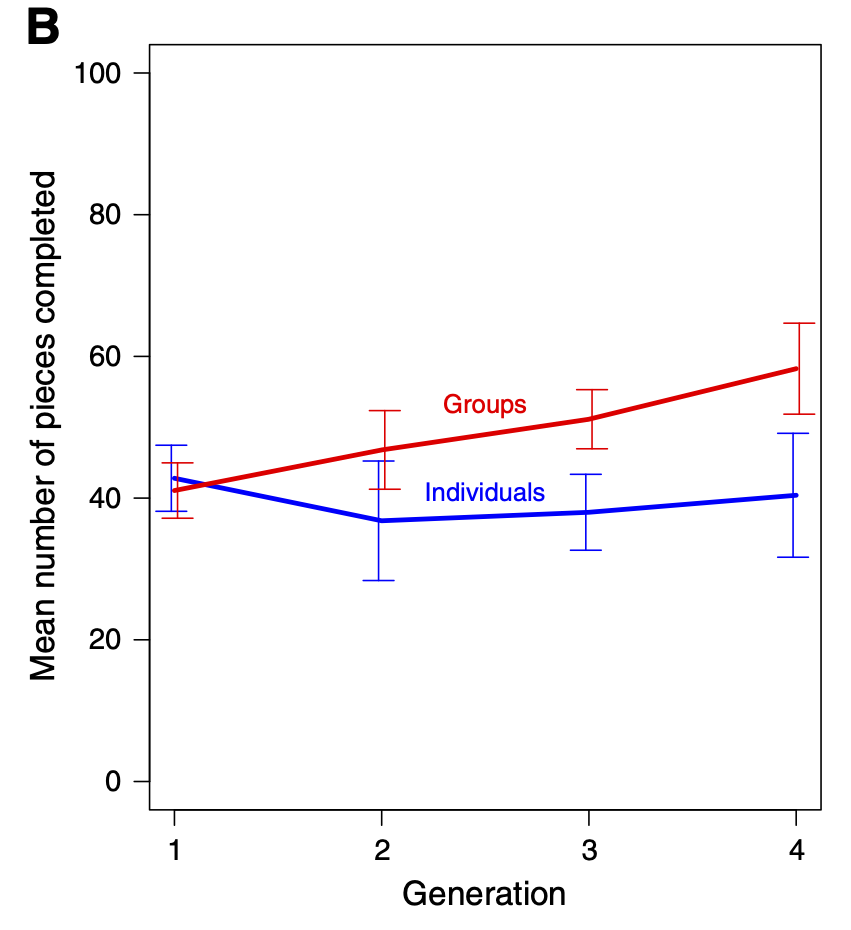 B
Mean number of pieces completed
100
80
60
40
20
0
Groups
Individuals
1 2 3 4
Generation